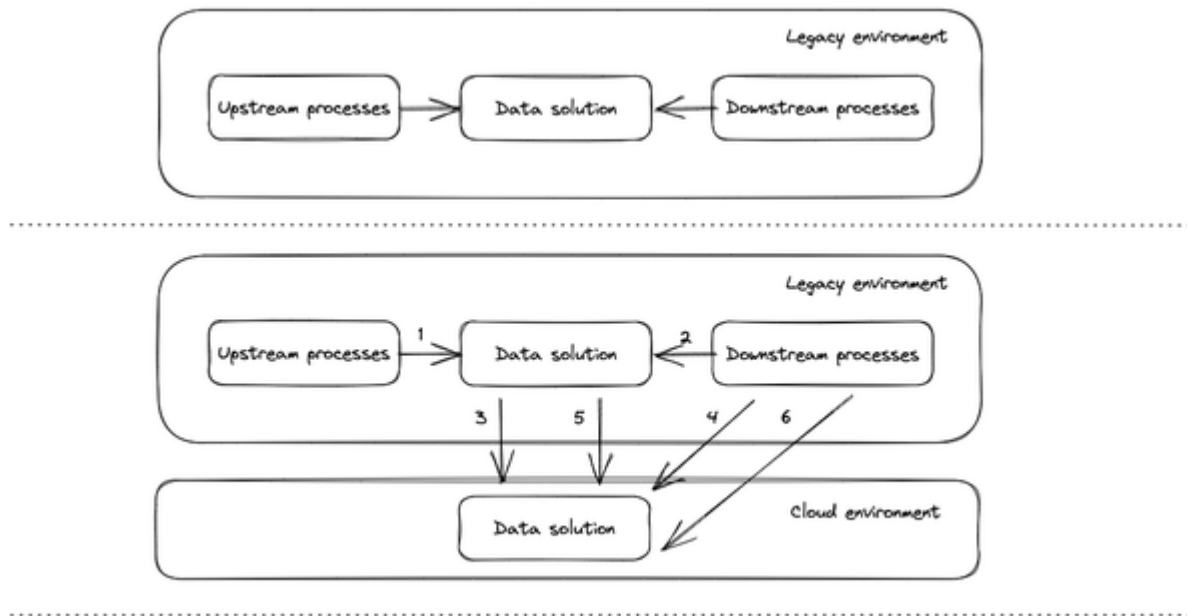 Legacy environment
Upstream processes
Data solution
Downstream processes
Legacy environment
Upstream processes
1
Data solution
2
Downstream processes
3
5
4
6
Data solution
Cloud environment